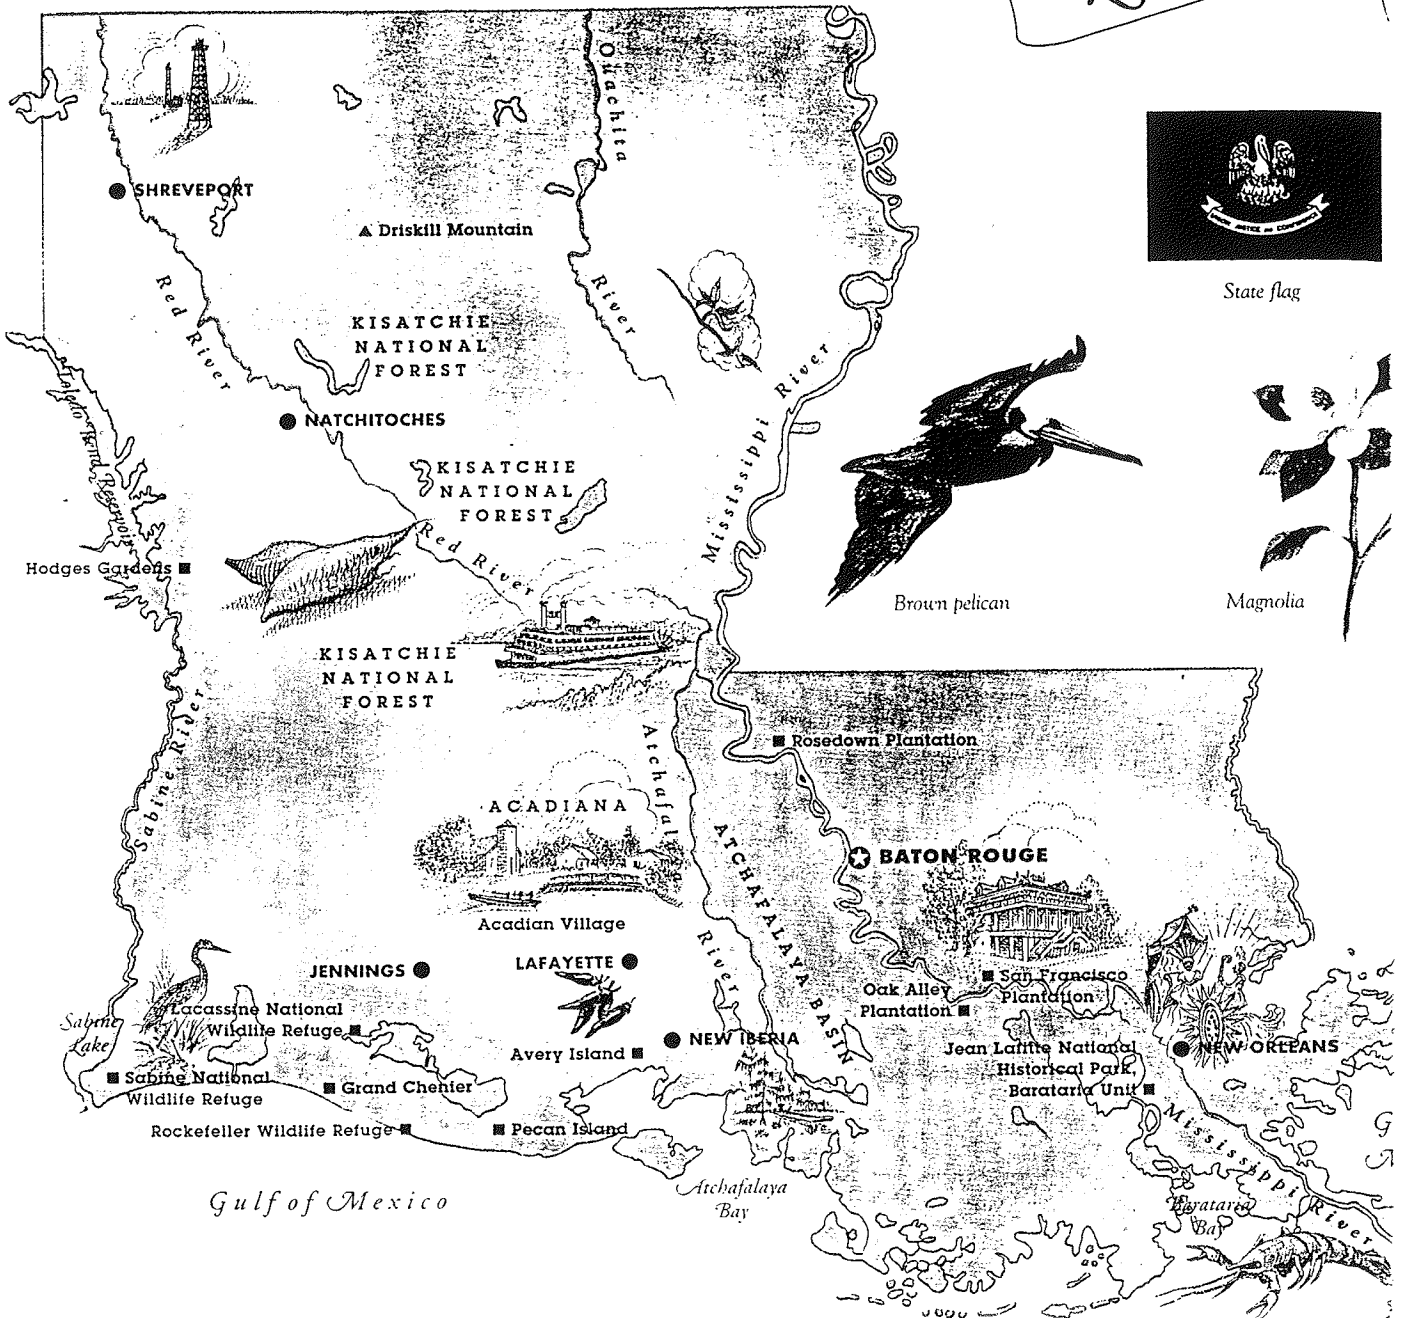 Ouachita
SHREVEPORT
Driskill Mountain
State flag
Red River
River
KISATCHIE
NATIONAL
FOREST
Mississippi River
Toledo Bend Reservoir
NATCHITOCHES
KISATCHIE
NATIONAL
FOREST
Red River
Hodges Gardens
Brown pelican
Magnolia
KISATCHIE
NATIONAL
FOREST
Sabine River
Rosedown Plantation
Atchafalaya
ACADIANA
ATCHAFALAYA BASIN
BATON ROUGE
Acadian Village
River
JENNINGS
LAFAYETTE
San Francisco
Plantation
Oak Alley
Plantation
Lacassine National
Wildlife Refuge
Sabine
Lake
NEW IBERIA
Avery Island
Jean Lafitte National
Historical Park,
Barataria Unit
NEW ORLEANS
Sabine National
Wildlife Refuge
Grand Chenier
Rockefeller Wildlife Refuge
Pecan Island
Mississippi River
Atchafalaya
Bay
Gulf of Mexico
Barataria
Bay